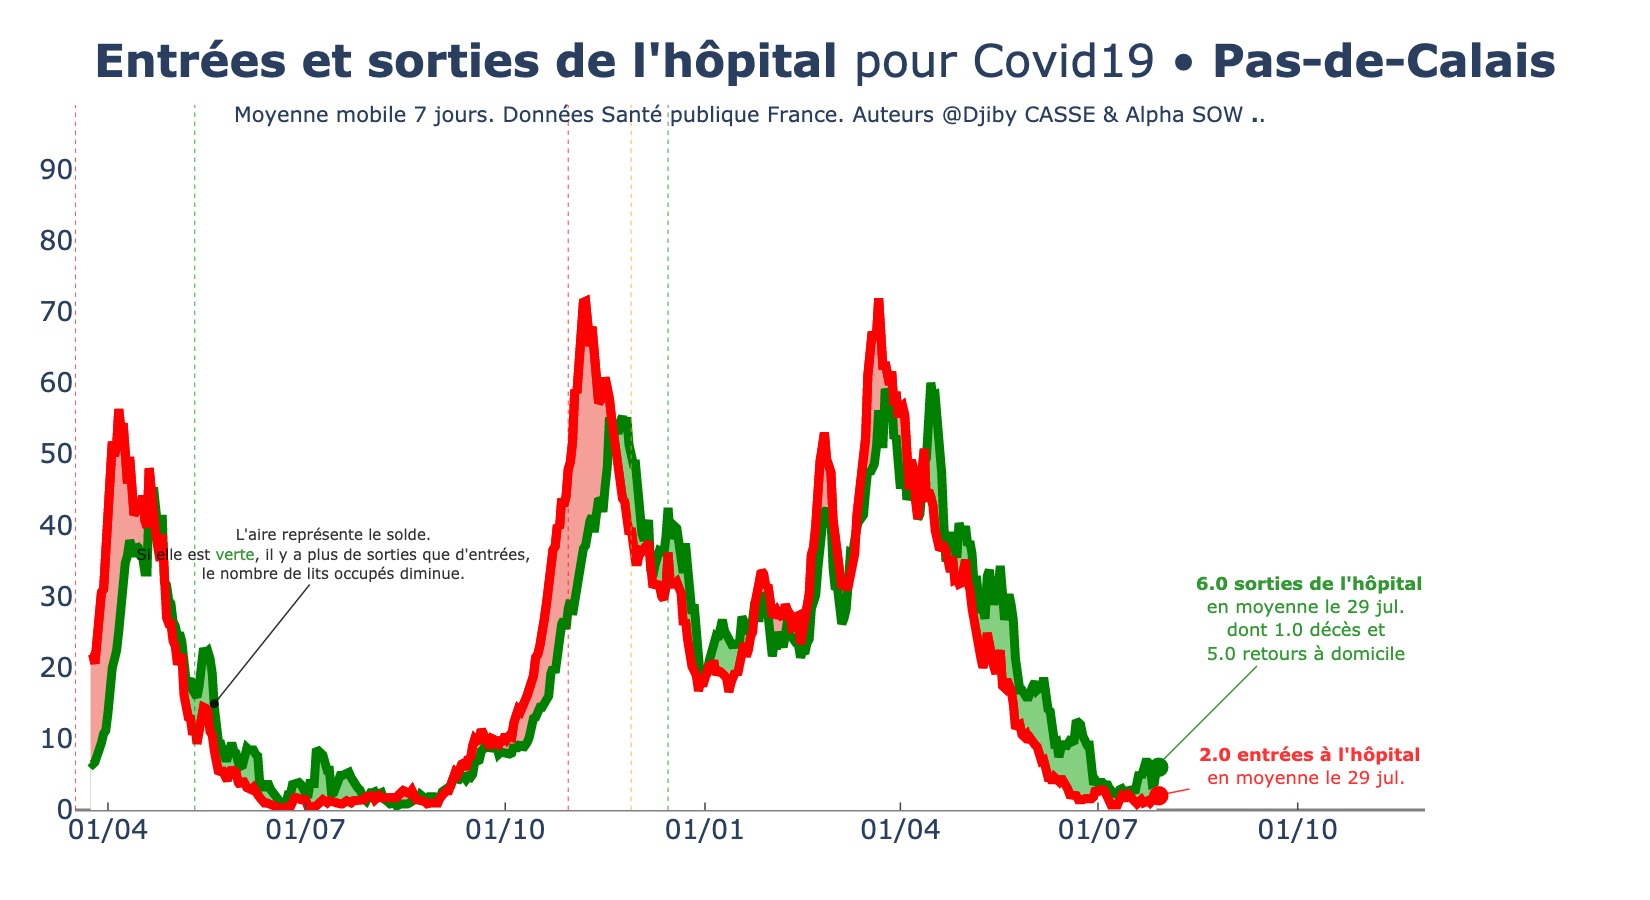 Entrées et sorties de l'hôpital pour Covid19 • Pas-de-Calais
Moyenne mobile 7 jours. Données Santé publique France. Auteurs @Djiby CASSE & Alpha SOW ..
90
80
70
60
50
40
30
20
10
0
L'aire représente le solde.
Si elle est verte, il y a plus de sorties que d'entrées,
le nombre de lits occupés diminue.
6.0 sorties de l'hôpital
en moyenne le 29 jul.
dont 1.0 décès et
5.0 retours à domicile
2.0 entrées à l'hôpital
en moyenne le 29 jul.
01/04 01/07 01/10 01/01 01/04 01/07 01/10